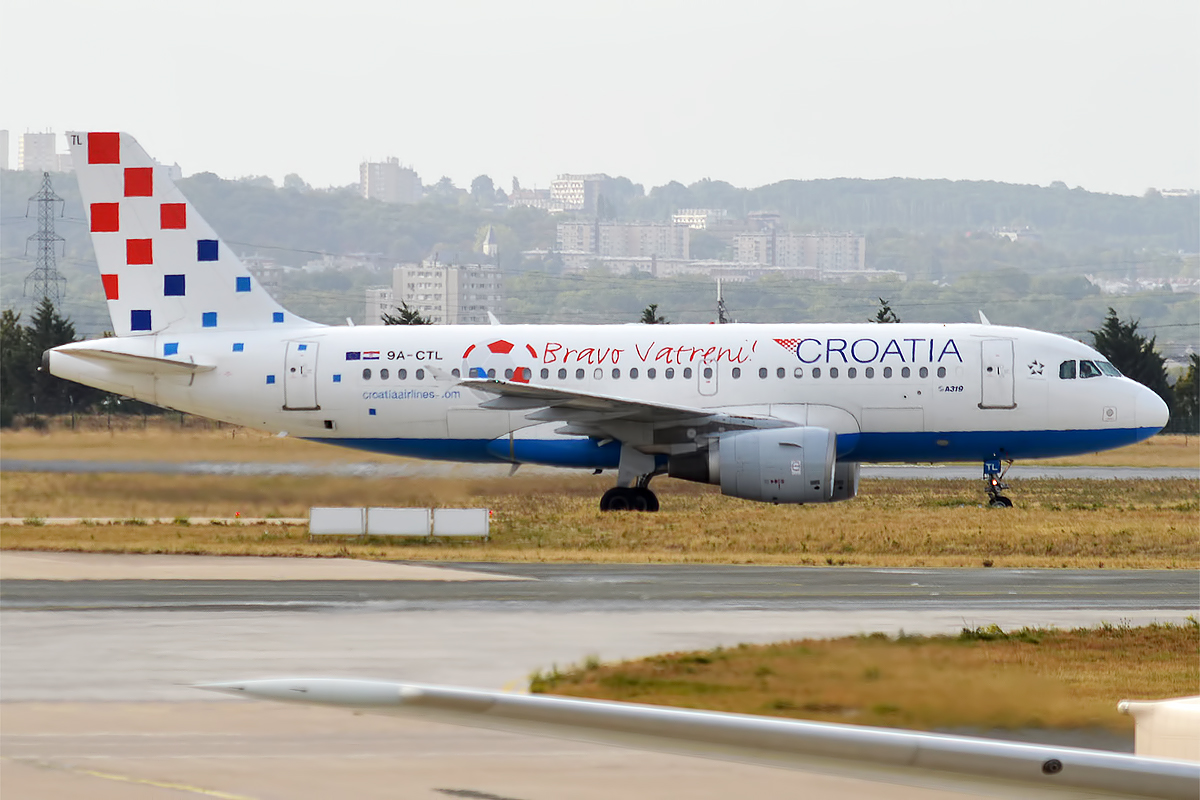 TL
9A-CTL
Bravo Vatreni!
CROATIA
croatiaairlines.com
A319
TL